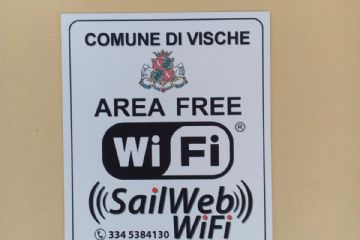 COMUNE DI VISCHE
AREA FREE
Wi Fi ®
((SailWeb))
334 5384130 WiFi